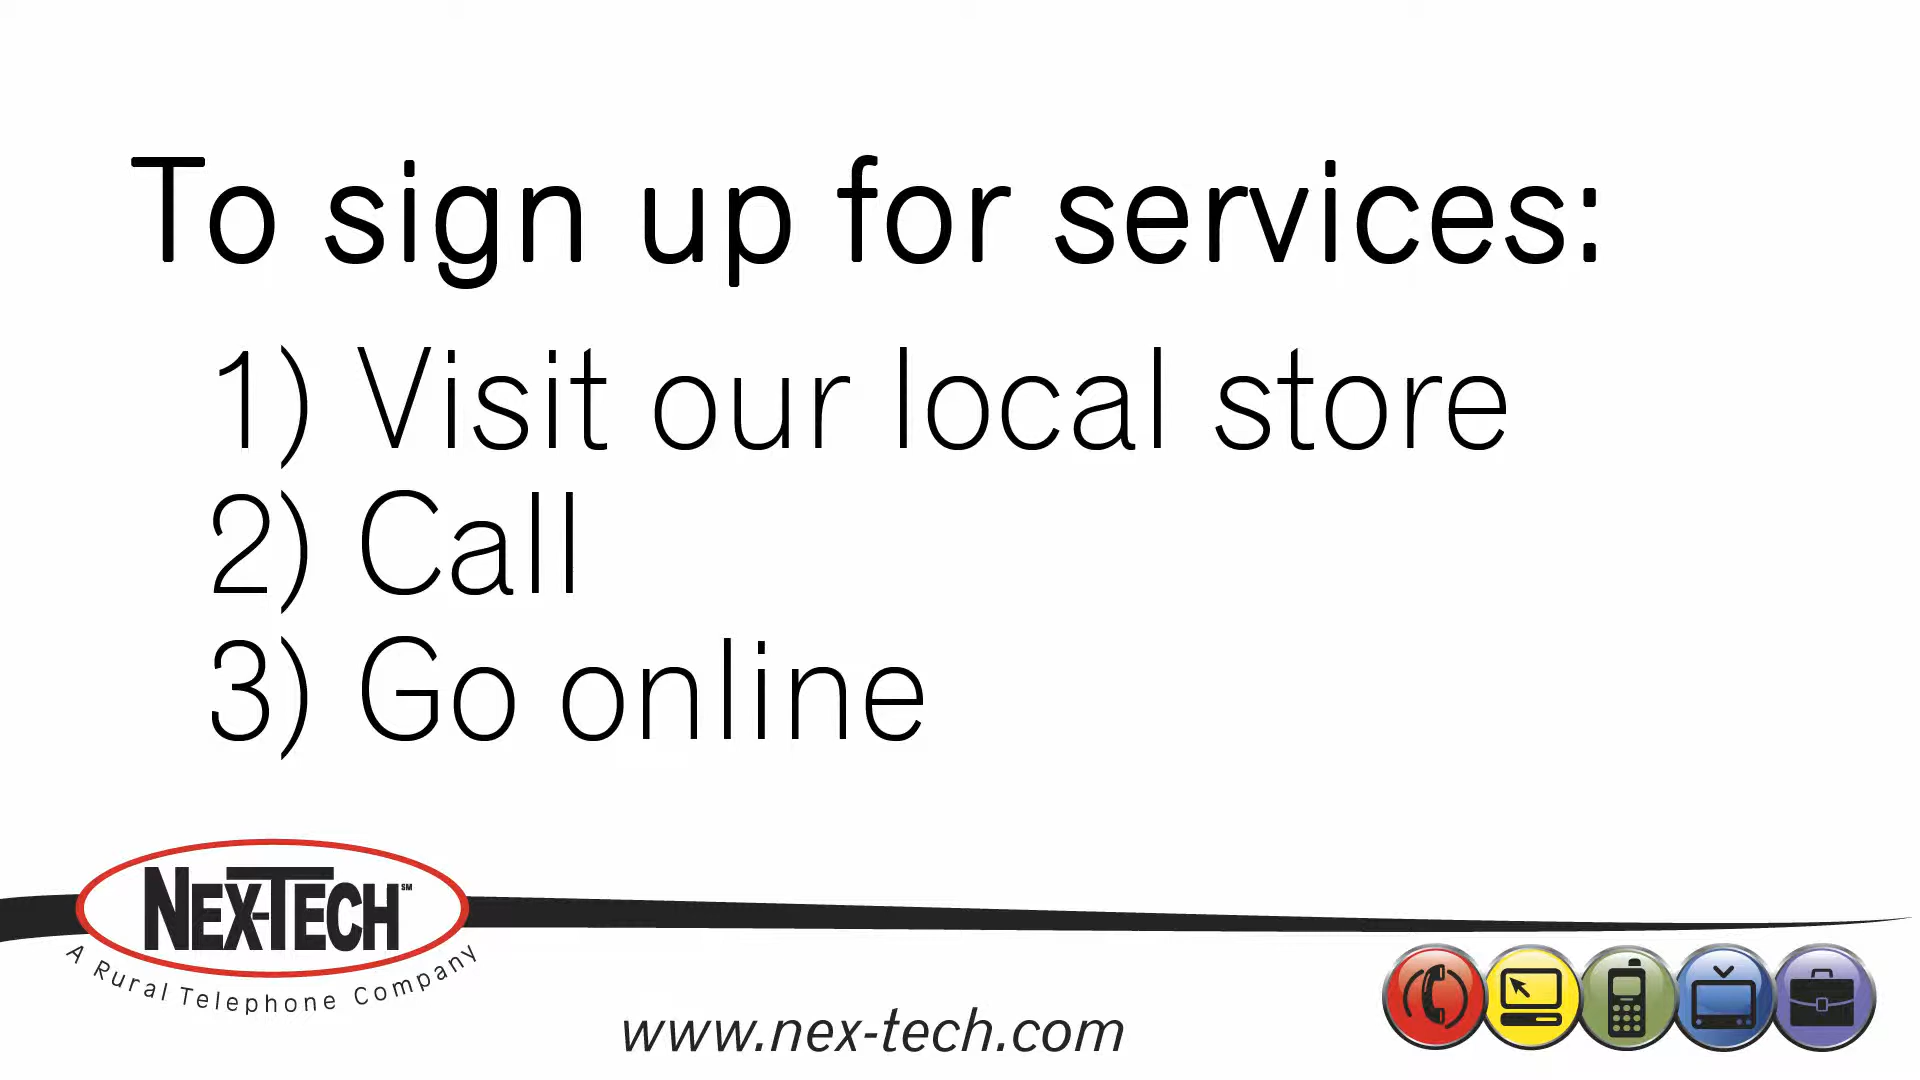 To sign up for services:
1) Visit our local store
2) Call
3) Go online
NEX-TECH℠
A Rural Telephone Company
www.nex-tech.com